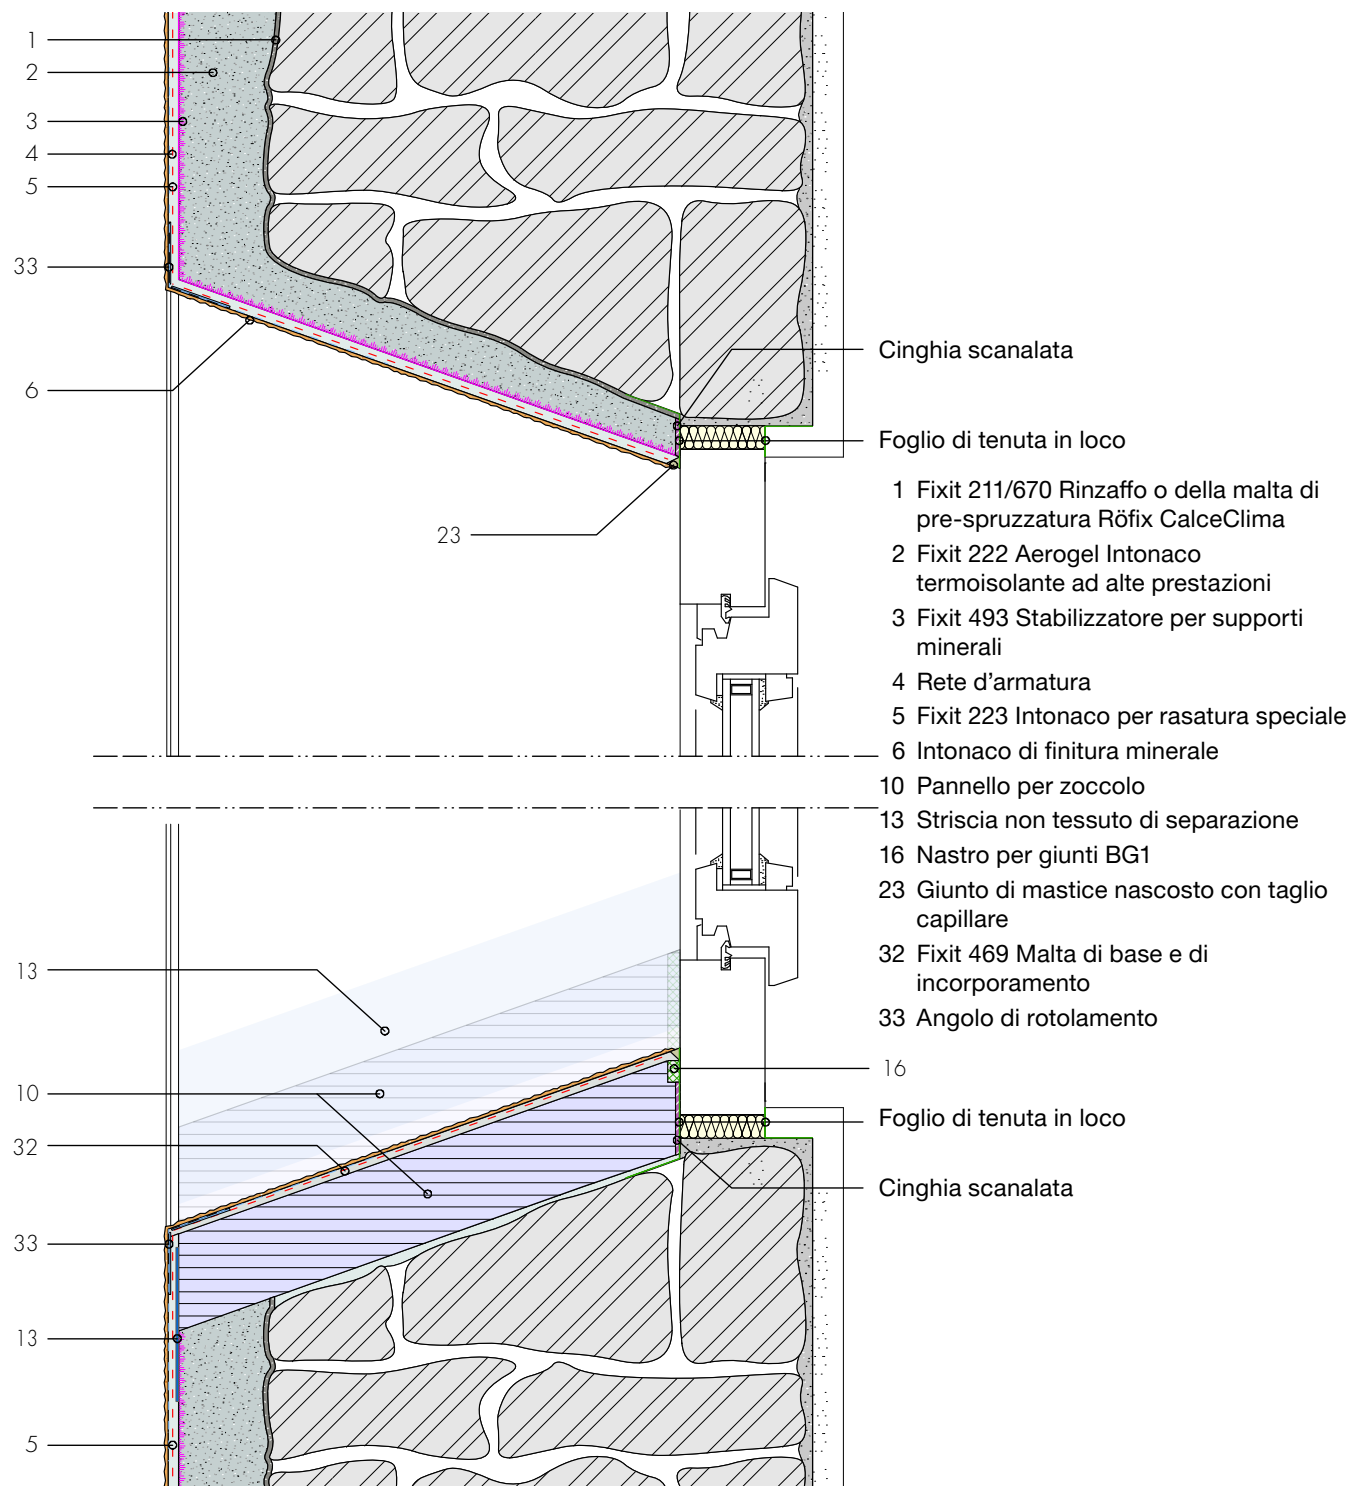 1
2
3
4
5
33
6
23
Cinghia scanalata
Foglio di tenuta in loco
1 Fixit 211/670 Rinzaffo o della malta di
pre-spruzzatura Röfix CalceClima
2 Fixit 222 Aerogel Intonaco
termoisolante ad alte prestazioni
3 Fixit 493 Stabilizzatore per supporti
minerali
4 Rete d’armatura
5 Fixit 223 Intonaco per rasatura speciale
6 Intonaco di finitura minerale
10 Pannello per zoccolo
13 Striscia non tessuto di separazione
16 Nastro per giunti BG1
23 Giunto di mastice nascosto con taglio
capillare
32 Fixit 469 Malta di base e di
incorporamento
33 Angolo di rotolamento
13
10
32
33
13
5
16
Foglio di tenuta in loco
Cinghia scanalata